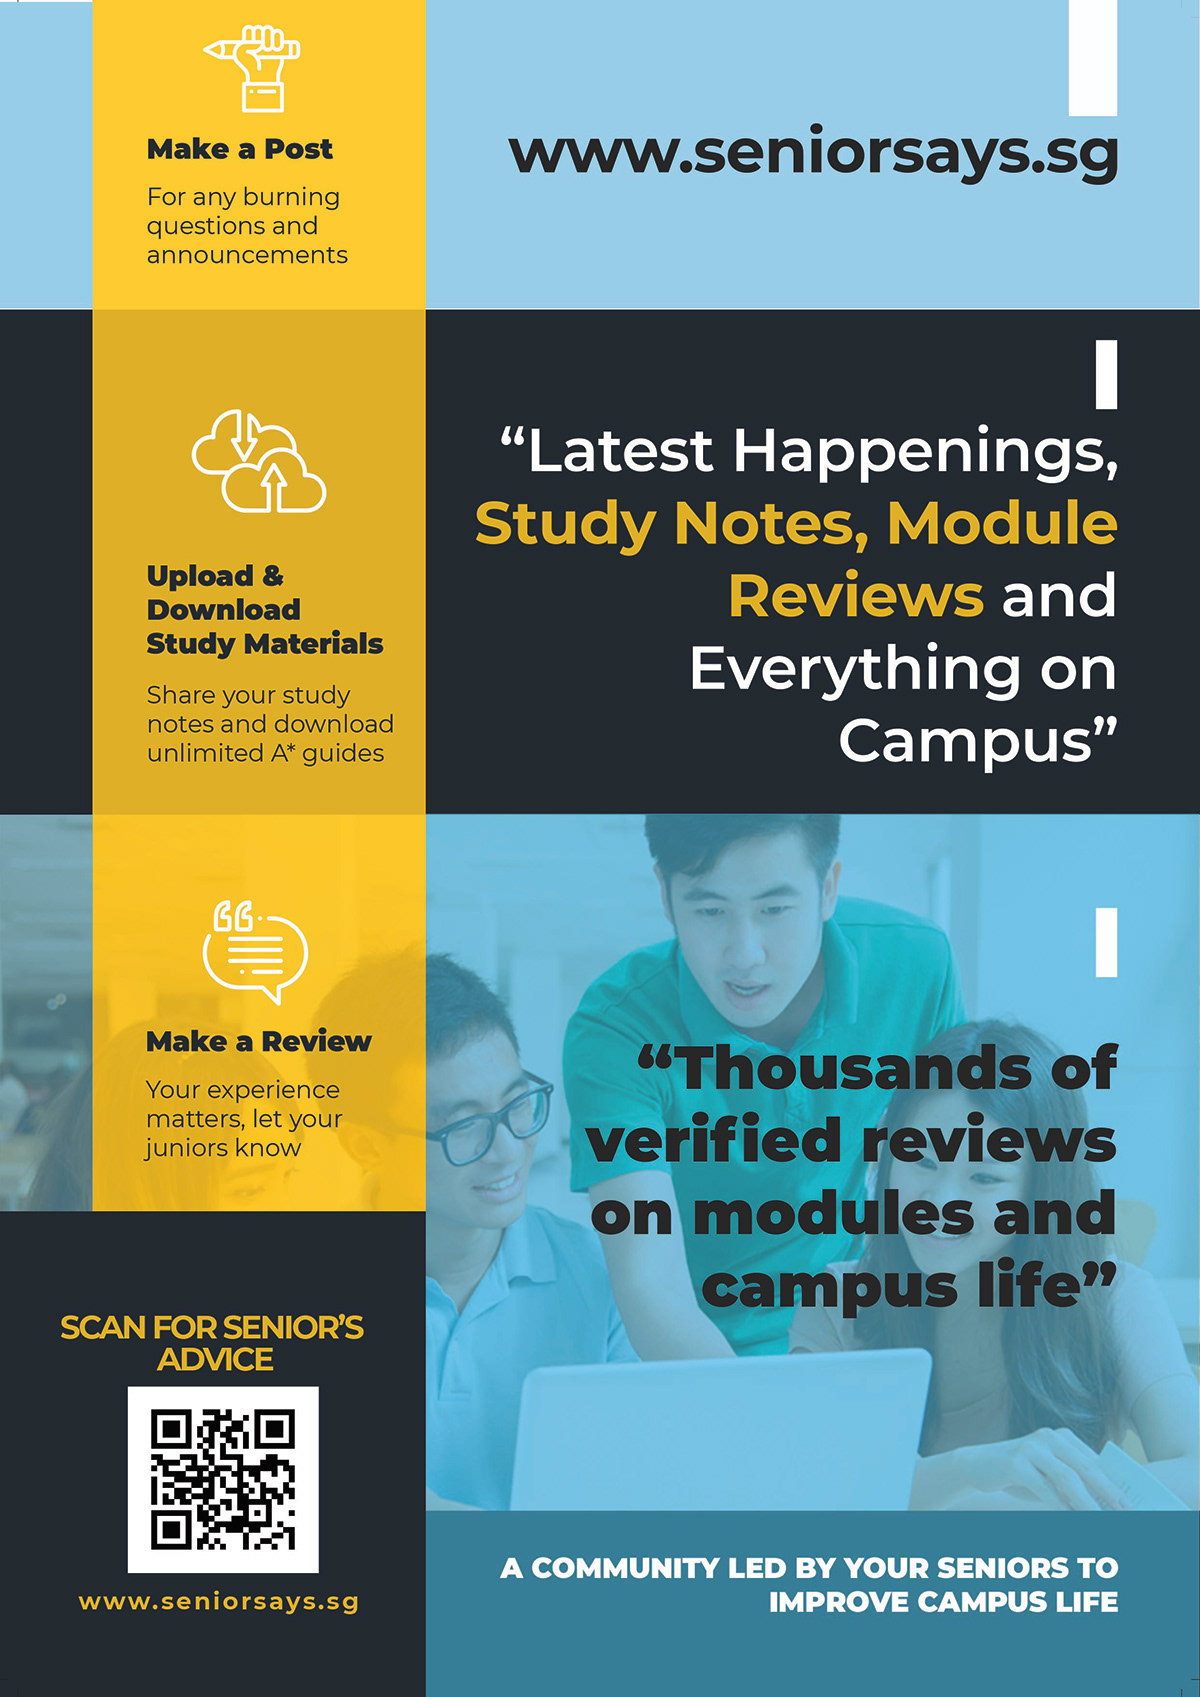 Make a Post
For any burning
questions and
announcements
www.seniorsays.sg
Upload &
Download
Study Materials
Share your study
notes and download
unlimited A* guides
“Latest Happenings,
Study Notes, Module
Reviews and
Everything on
Campus”
Make a Review
Your experience
matters, let your
juniors know
“Thousands of
verified reviews
on modules and
campus life”
SCAN FOR SENIOR’S
ADVICE
www.seniorsays.sg
A COMMUNITY LED BY YOUR SENIORS TO
IMPROVE CAMPUS LIFE